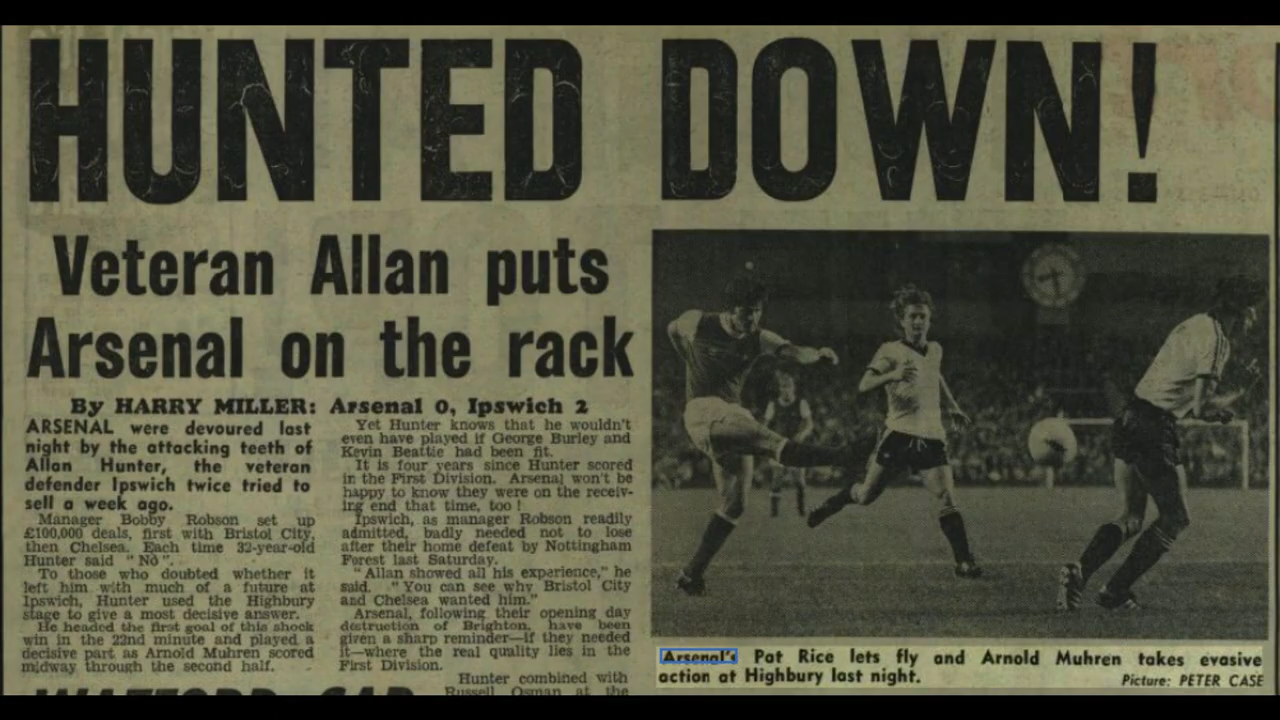 HUNTED DOWN!
Veteran Allan puts
Arsenal on the rack
By HARRY MILLER: Arsenal 0, Ipswich 2
ARSENAL were devoured last
night by the attacking teeth of
Allan Hunter, the veteran
defender Ipswich twice tried to
sell a week ago.
Manager Bobby Robson set up
£100,000 deals, first with Bristol City,
then Chelsea. Each time 32-year-old
Hunter said "No".
To those who doubted whether it
left him with much of a future at
Ipswich, Hunter used the Highbury
stage to give a most decisive answer.
He headed the first goal of this shock
win in the 22nd minute and played a
decisive part as Arnold Muhren scored
midway through the second half.
Yet Hunter knows that he wouldn't
even have played if George Burley and
Kevin Beattie had been fit.
It is four years since Hunter scored
in the First Division. Arsenal won't be
happy to know they were on the receiv-
ing end that time, too!
Ipswich, as manager Robson readily
admitted, badly needed not to lose
after their home defeat by Nottingham
Forest last Saturday.
"Allan showed all his experience," he
said. "You can see why Bristol City
and Chelsea wanted him."
Arsenal, following their opening day
destruction of Brighton, have been
given a sharp reminder—if they needed
it—where the real quality lies in the
First Division.
Hunter combined with
Russell Osman at the
Arsenal's Pat Rice lets fly and Arnold Muhren takes evasive
action at Highbury last night.
Picture: PETER CASE